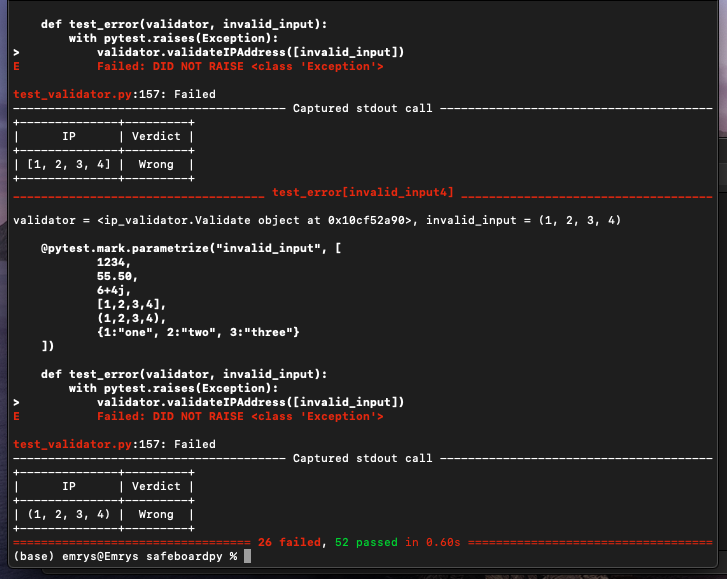 def test_error(validator, invalid_input):
        with pytest.raises(Exception):
>           validator.validateIPAddress([invalid_input])
E           Failed: DID NOT RAISE <class 'Exception'>

test_validator.py:157: Failed
--------------------------------------- Captured stdout call ---------------------------------------
+--------------+---------+
|      IP      | Verdict |
+--------------+---------+
| [1, 2, 3, 4] |  Wrong  |
+--------------+---------+
____________________________________ test_error[invalid_input4] ____________________________________

validator = <ip_validator.Validate object at 0x10cf52a90>, invalid_input = (1, 2, 3, 4)

    @pytest.mark.parametrize("invalid_input", [
            1234,
            55.50,
            6+4j,
            [1,2,3,4],
            (1,2,3,4),
            {1:"one", 2:"two", 3:"three"}
    ])

    def test_error(validator, invalid_input):
        with pytest.raises(Exception):
>           validator.validateIPAddress([invalid_input])
E           Failed: DID NOT RAISE <class 'Exception'>

test_validator.py:157: Failed
--------------------------------------- Captured stdout call ---------------------------------------
+--------------+---------+
|      IP      | Verdict |
+--------------+---------+
| (1, 2, 3, 4) |  Wrong  |
+--------------+---------+
================================== 26 failed, 52 passed in 0.60s ===================================
(base) emrys@Emrys safeboardpy %